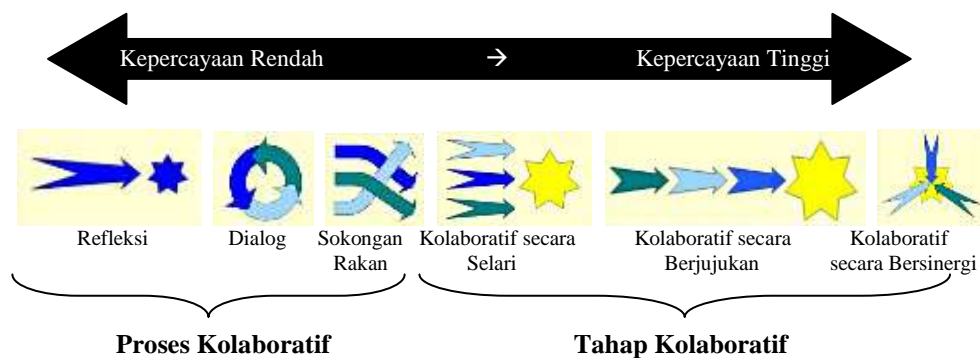 Kepercayaan Rendah → Kepercayaan Tinggi
Refleksi
Dialog
Sokongan
Rakan
Kolaboratif secara
Selari
Kolaboratif secara
Berjujukan
Kolaboratif
secara Bersinergi
Proses Kolaboratif
Tahap Kolaboratif